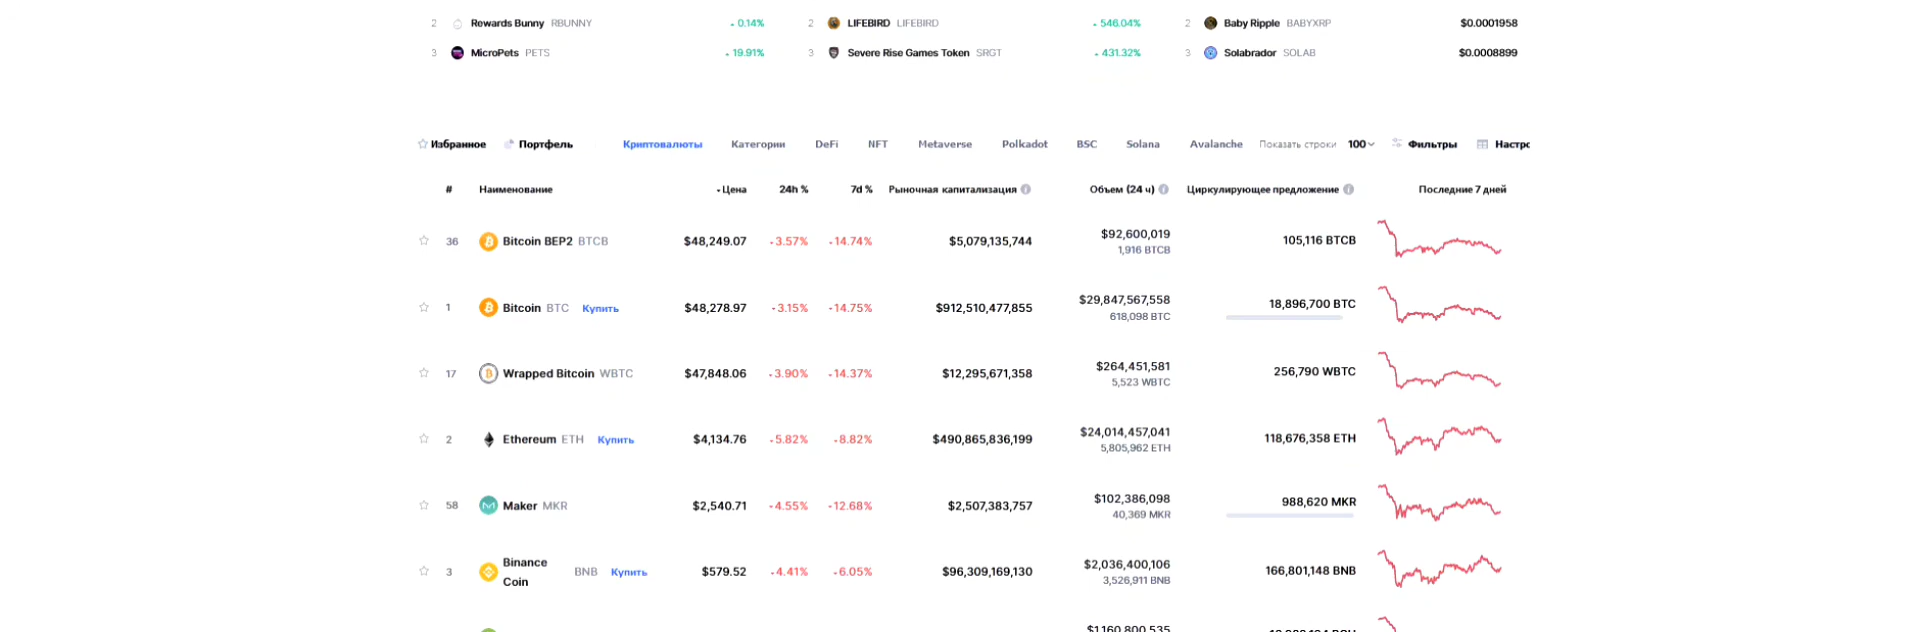 2 Rewards Bunny RBUNNY 0.14% 2 LIFEBIRD LIFEBIRD 546.04% 2 Baby Ripple BABYXRP $0.0001958
3 MicroPets PETS 19.91% 3 Severe Rise Games Token SRGT 431.32% 3 Solabrador SOLAB $0.0008899
Избранное Портфель Криптовалюты Категории DeFi NFT Metaverse Polkadot BSC Solana Avalanche Показать строки 100 Фильтры Настро
# Наименование Цена 24h % 7d % Рыночная капитализация Объем (24 ч) Циркулирующее предложение Последние 7 дней
36 Bitcoin BEP2 BTCB $48,249.07 3.57% 14.74% $5,079,135,744 $92,600,019 105,116 BTCB
1,916 BTCB
1 Bitcoin BTC Купить $48,278.97 3.15% 14.75% $912,510,477,855 $29,847,567,558 18,896,700 BTC
618,098 BTC
17 Wrapped Bitcoin WBTC $47,848.06 3.90% 14.37% $12,295,671,358 $264,451,581 256,790 WBTC
5,523 WBTC
2 Ethereum ETH Купить $4,134.76 5.82% 8.82% $490,865,836,199 $24,014,457,041 118,676,358 ETH
5,805,962 ETH
58 Maker MKR $2,540.71 4.55% 12.68% $2,507,383,757 $102,386,098 988,620 MKR
40,369 MKR
3 Binance Coin BNB Купить $579.52 4.41% 6.05% $96,309,169,130 $2,036,400,106 166,801,148 BNB
3,526,911 BNB
$1,160,800,535